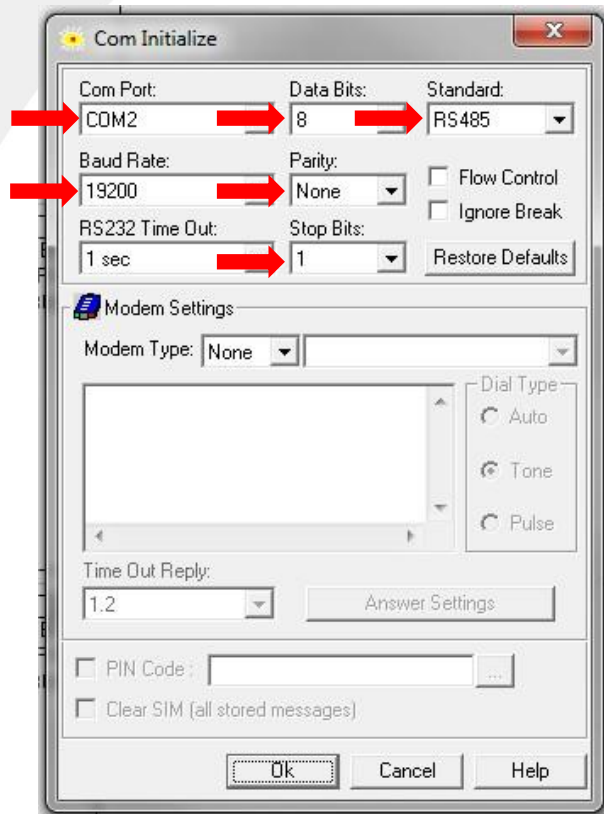 Com Initialize
Com Port:
Data Bits:
Standard:
COM2
8
RS485
Baud Rate:
Parity:
Flow Control
19200
None
Ignore Break
RS232 Time Out:
Stop Bits:
1 sec
1
Restore Defaults
Modem Settings
Modem Type:
None
Dial Type
Auto
Tone
Pulse
Time Out Reply:
1.2
Answer Settings
PIN Code :
...
Clear SIM (all stored messages)
Ok
Cancel
Help